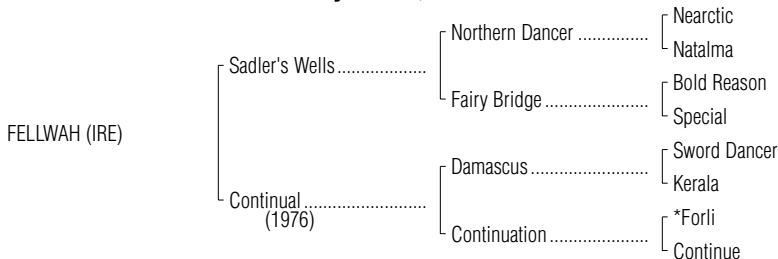 Nearctic
Northern Dancer ...............
Natalma
Sadler's Wells....................
Bold Reason
Fairy Bridge ......................
Special
FELLWAH (IRE)
Sword Dancer
Damascus .........................
Kerala
Continual ...........................
(1976)
*Forli
Continuation .....................
Continue